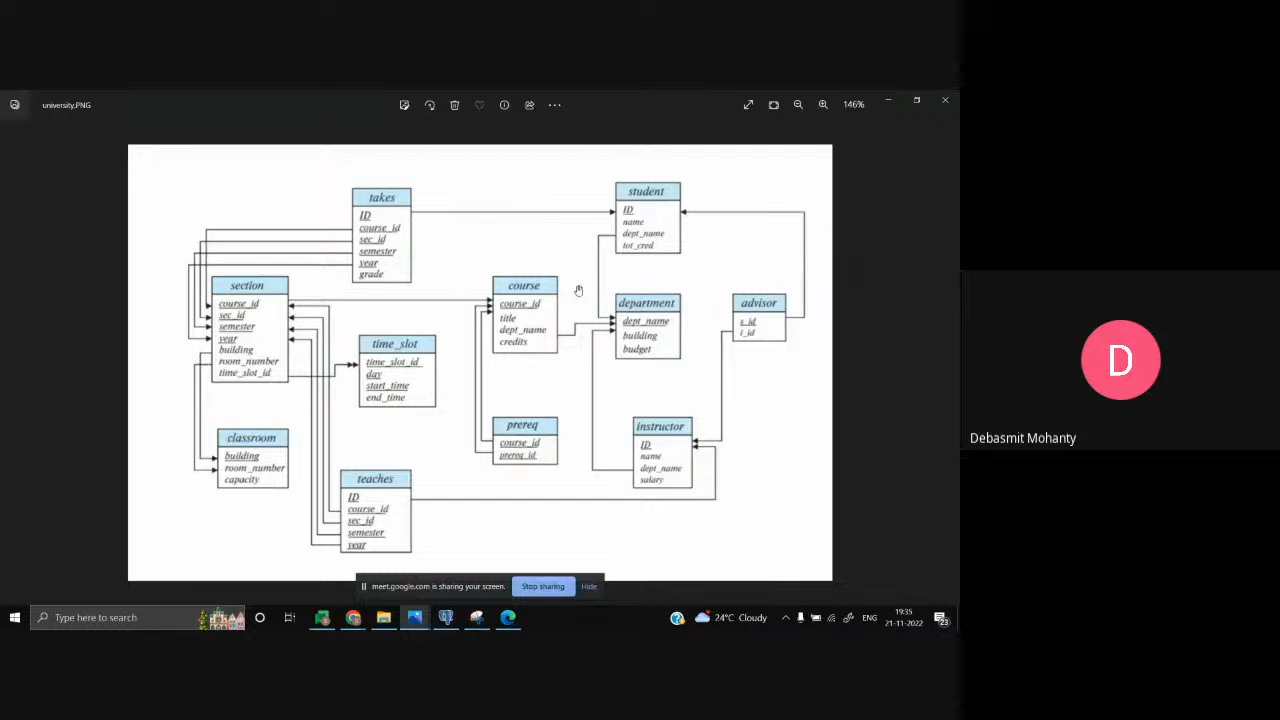 university.PNG
146%
takes
ID
course_id
sec_id
semester
year
grade
student
ID
name
dept_name
tot_cred
section
course_id
sec_id
semester
year
building
room_number
time_slot_id
course
course_id
title
dept_name
credits
department
dept_name
building
budget
advisor
s_id
i_id
time_slot
time_slot_id
day
start_time
end_time
prereq
course_id
prereq_id
instructor
ID
name
dept_name
salary
classroom
building
room_number
capacity
teaches
ID
course_id
sec_id
semester
year
meet.google.com is sharing your screen.
Stop sharing
Hide
Type here to search
24°C Cloudy
ENG
19:35
21-11-2022
23
D
Debasmit Mohanty